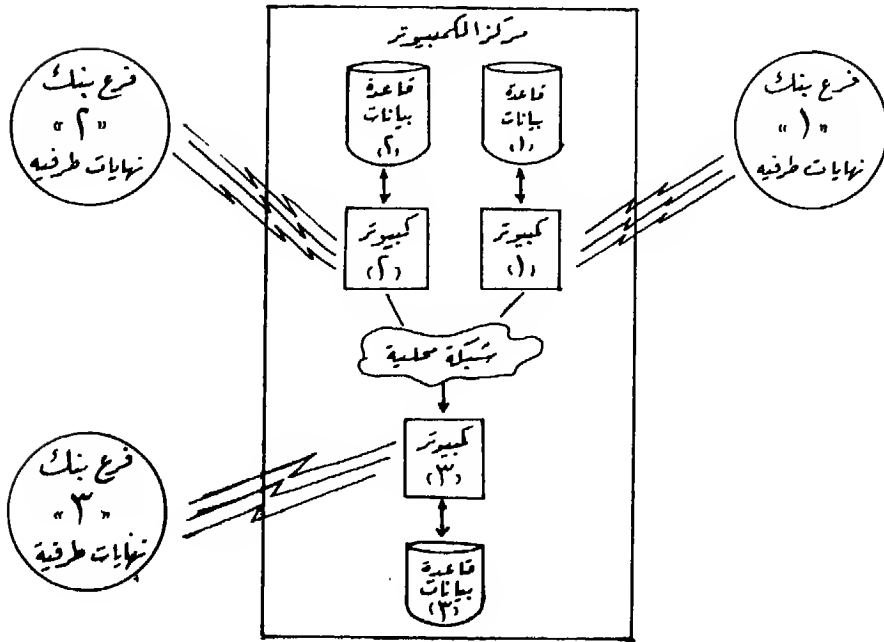 مركز الكمبيوتر
فرع بنك
«١»
نهايات طرفيه
قاعدة
بيانات
(١)
قاعدة
بيانات
(٢)
فرع بنك
«٢»
نهايات طرفيه
كمبيوتر
(١)
كمبيوتر
(٢)
شبكة محلية
كمبيوتر
(٣)
فرع بنك
«٣»
نهايات طرفية
قاعدة
بيانات
(٣)